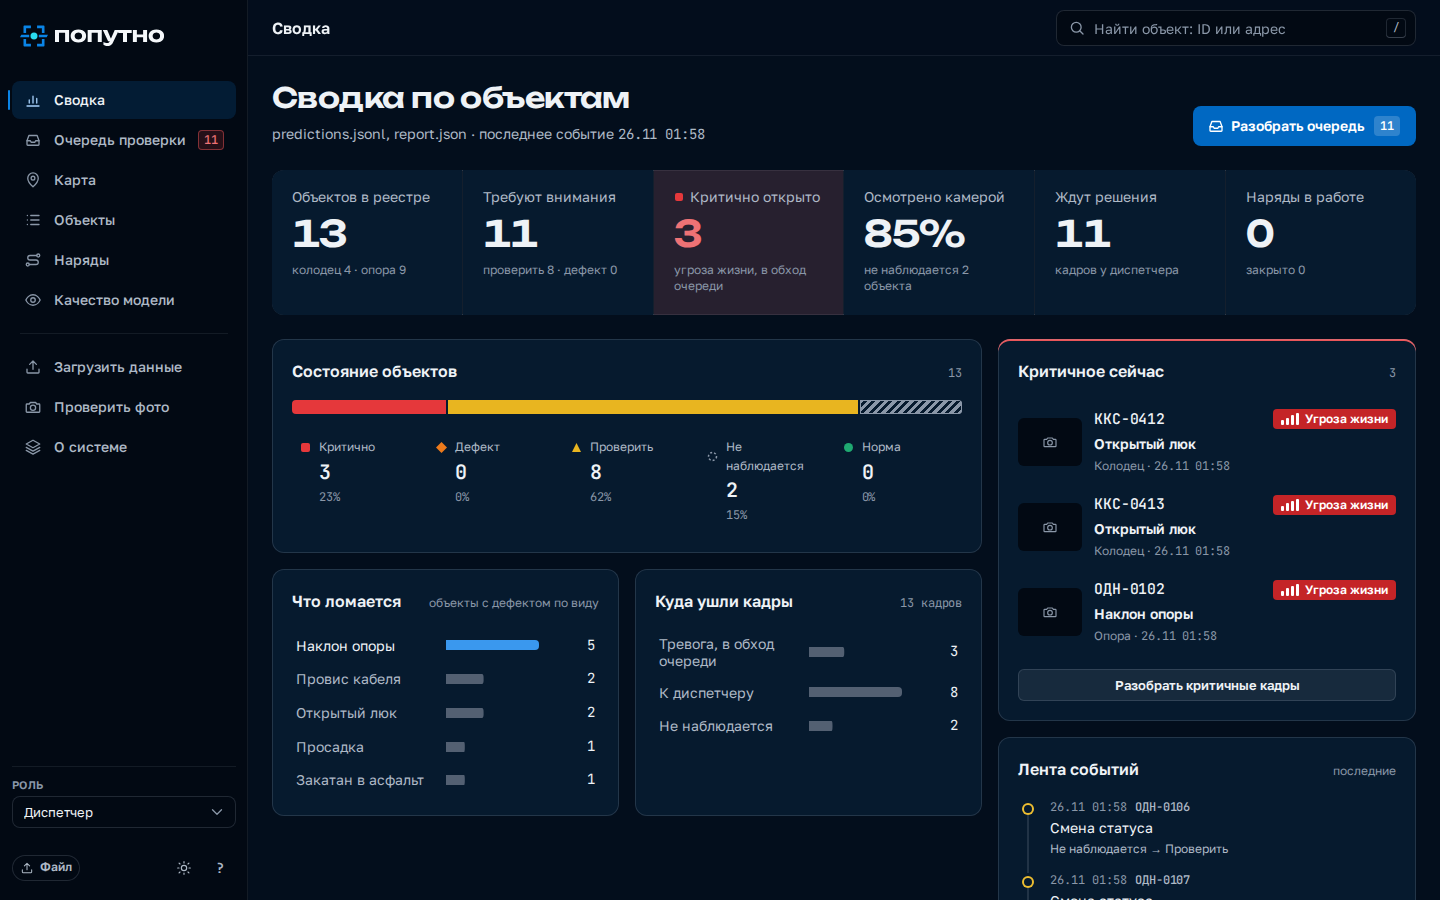 попутно
Сводка
Очередь проверки 11
Карта
Объекты
Наряды
Качество модели
Загрузить данные
Проверить фото
О системе
РОЛЬ
Диспетчер
Файл
?
Сводка
Найти объект: ID или адрес /
Сводка по объектам
predictions.jsonl, report.json · последнее событие 26.11 01:58
Разобрать очередь 11
Объектов в реестре
13
колодец 4 · опора 9
Требуют внимания
11
проверить 8 · дефект 0
Критично открыто
3
угроза жизни, в обход
очереди
Осмотрено камерой
85%
не наблюдается 2
объекта
Ждут решения
11
кадров у диспетчера
Наряды в работе
0
закрыто 0
Состояние объектов 13
Критично
3
23%
Дефект
0
0%
Проверить
8
62%
Не
наблюдается
2
15%
Норма
0
0%
Что ломается объекты с дефектом по виду
Наклон опоры 5
Провис кабеля 2
Открытый люк 2
Просадка 1
Закатан в асфальт 1
Куда ушли кадры 13 кадров
Тревога, в обход
очереди 3
К диспетчеру 8
Не наблюдается 2
Критичное сейчас 3
ККС-0412 Угроза жизни
Открытый люк
Колодец · 26.11 01:58
ККС-0413 Угроза жизни
Открытый люк
Колодец · 26.11 01:58
ОДН-0102 Угроза жизни
Наклон опоры
Опора · 26.11 01:58
Разобрать критичные кадры
Лента событий последние
26.11 01:58 ОДН-0106
Смена статуса
Не наблюдается → Проверить
26.11 01:58 ОДН-0107
Смена статуса